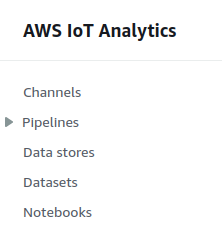 AWS IoT Analytics
Channels
Pipelines
Data stores
Datasets
Notebooks